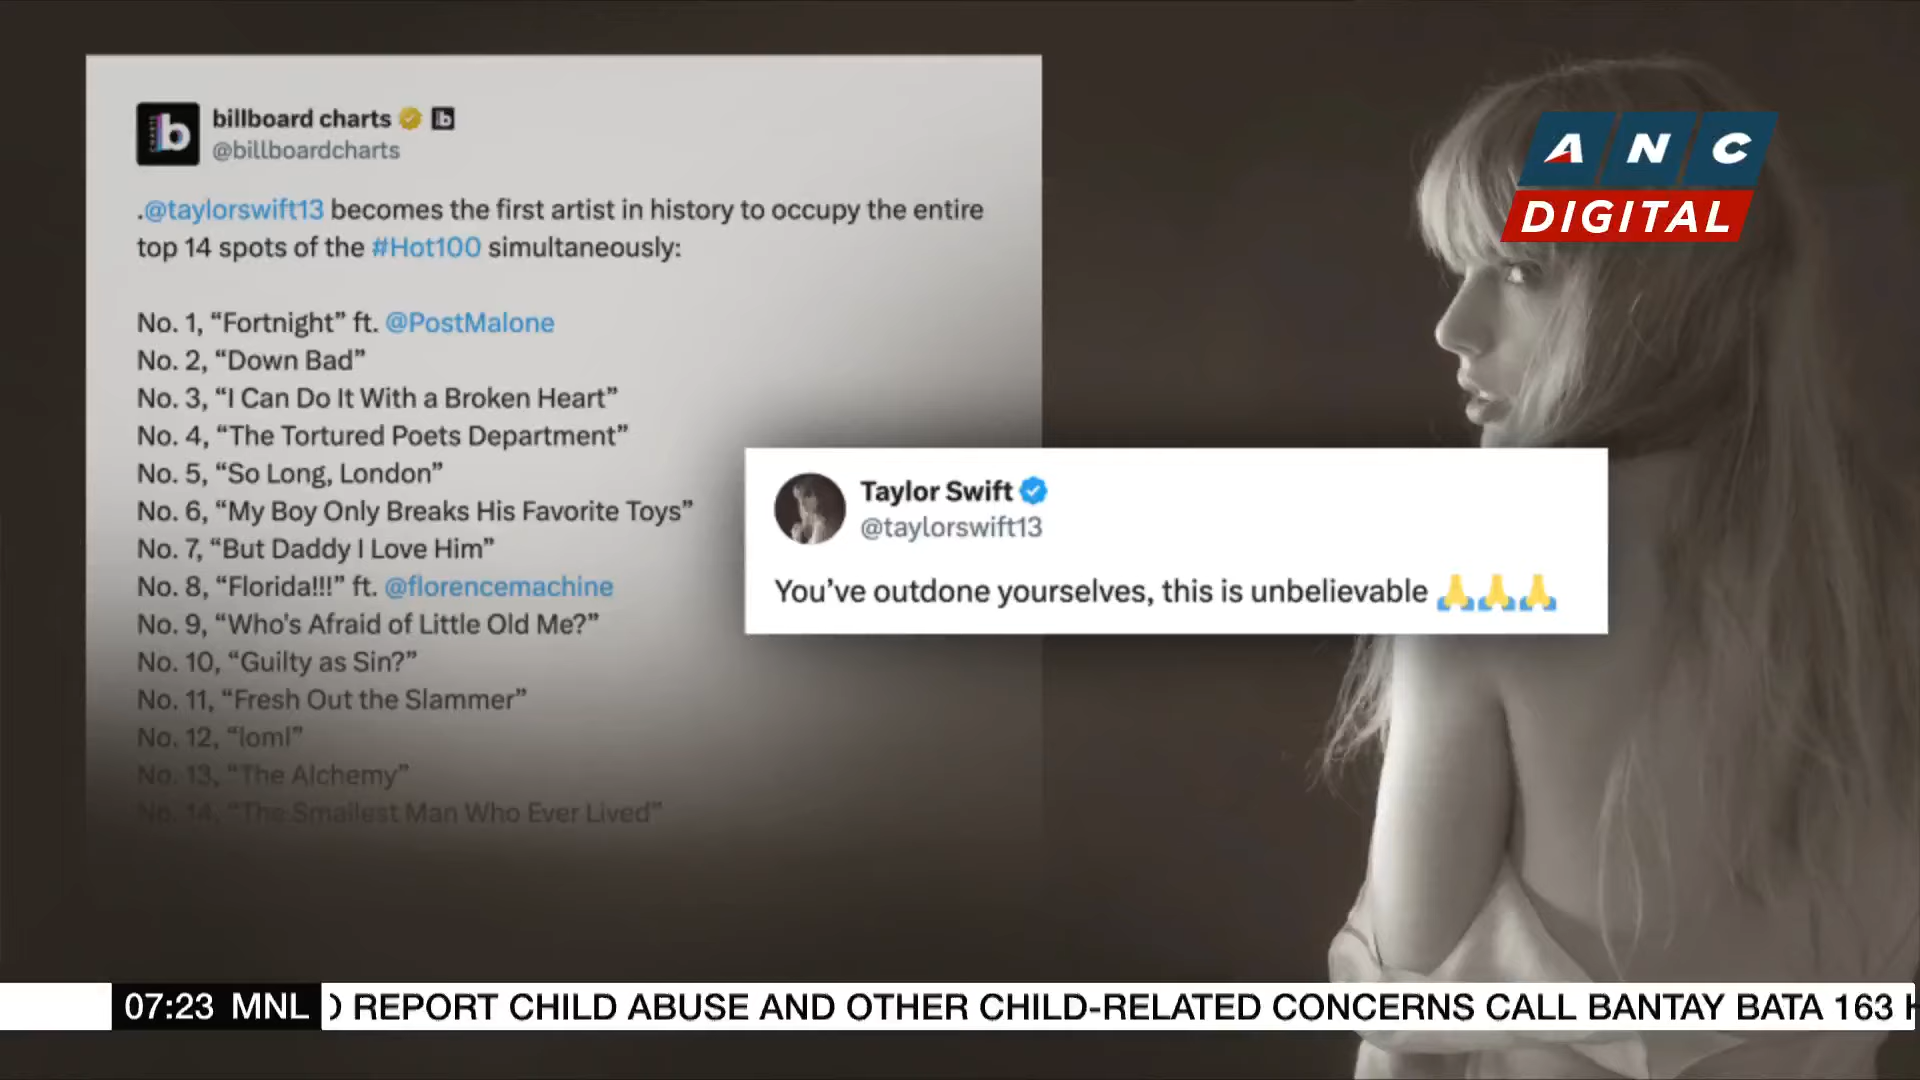 billboard charts
@billboardcharts
.@taylorswift13 becomes the first artist in history to occupy the entire
top 14 spots of the #Hot100 simultaneously:
No. 1, “Fortnight” ft. @PostMalone
No. 2, “Down Bad”
No. 3, “I Can Do It With a Broken Heart”
No. 4, “The Tortured Poets Department”
No. 5, “So Long, London”
No. 6, “My Boy Only Breaks His Favorite Toys”
No. 7, “But Daddy I Love Him”
No. 8, “Florida!!!” ft. @florencemachine
No. 9, “Who's Afraid of Little Old Me?”
No. 10, “Guilty as Sin?”
No. 11, “Fresh Out the Slammer”
No. 12, “loml”
No. 13, “The Alchemy”
No. 14, “The Smallest Man Who Ever Lived”
Taylor Swift
@taylorswift13
You’ve outdone yourselves, this is unbelievable 🙏🙏🙏
ANC
DIGITAL
07:23 MNL REPORT CHILD ABUSE AND OTHER CHILD-RELATED CONCERNS CALL BANTAY BATA 163